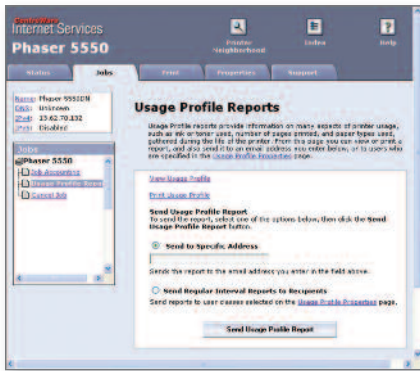 Internet Services
Phaser 5550
Printer
Neighborhood
Index
Help
Status
Jobs
Print
Properties
Support
Name: Phaser 5550DN
DNS: Unknown
IPv4: 13.62.70.132
IPv6: Disabled
Jobs
Phaser 5550
Job Accounting
Usage Profile Repor
Cancel Job
Usage Profile Reports
Usage Profile reports provide information on many aspects of printer usage,
such as ink or toner used, number of pages printed, and paper types used,
gathered during the life of the printer. From this page you can view or print a
report, and also send it to an email address you enter below, or to users who
are specified in the Usage Profile Properties page.
View Usage Profile
Print Usage Profile
Send Usage Profile Report
To send the report, select one of the options below, then click the Send
Usage Profile Report button.
Send to Specific Address
Sends the report to the email address you enter in the field above.
Send Regular Interval Reports to Recipients
Send reports to user classes selected on the Usage Profile Properties page.
Send Usage Profile Report